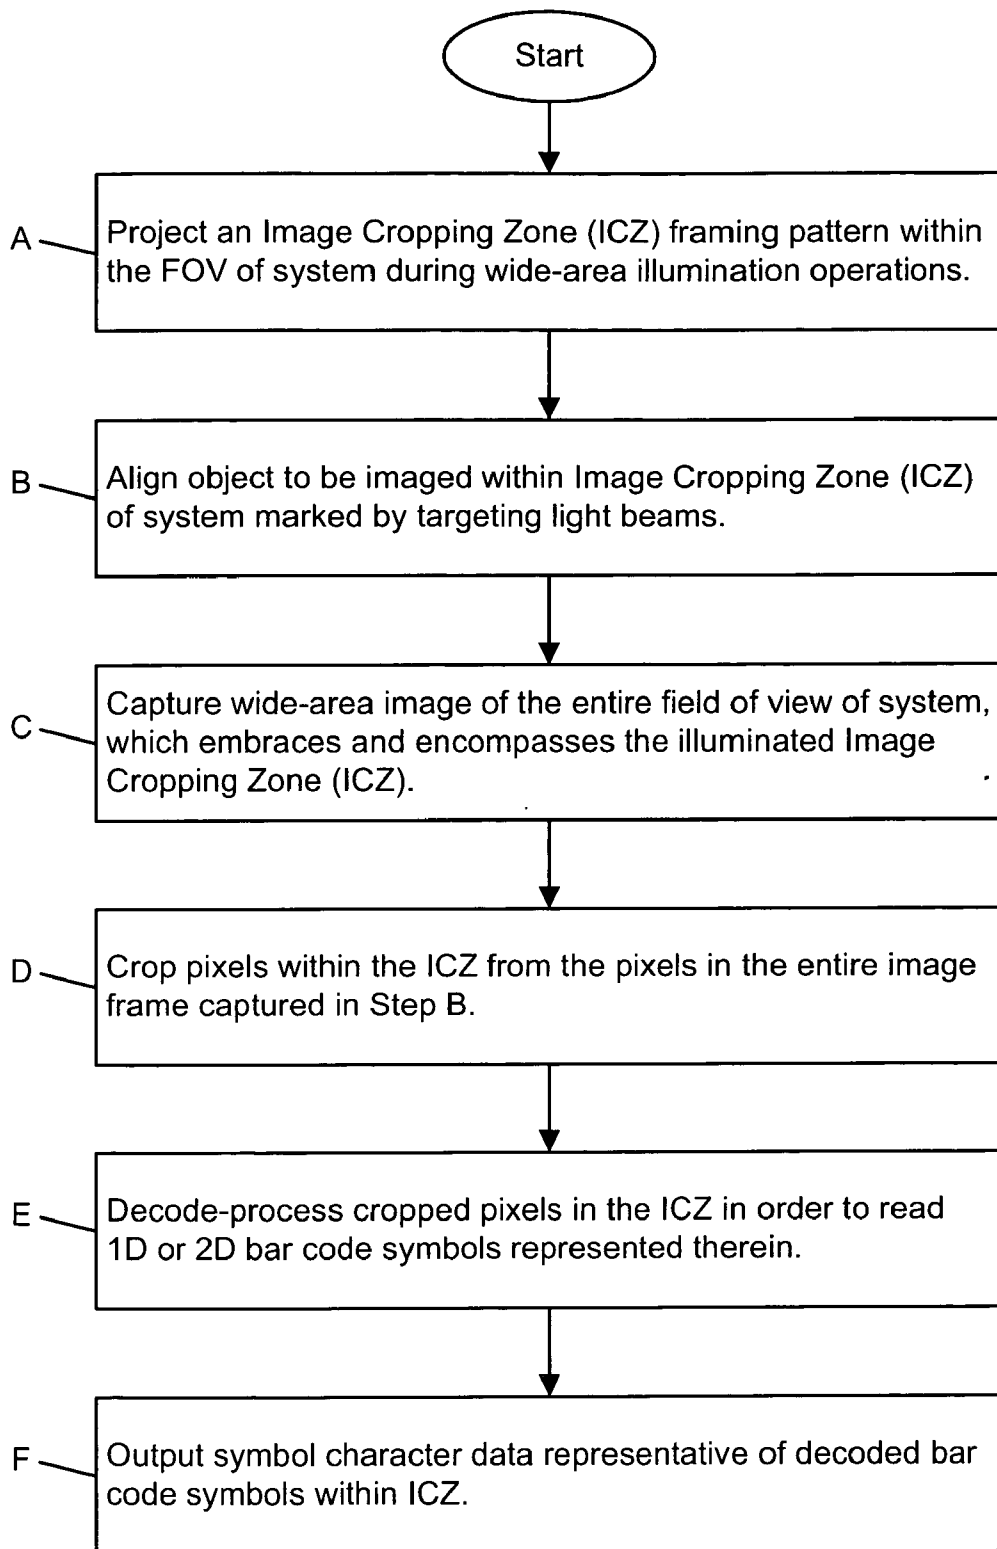 Start
A
Project an Image Cropping Zone (ICZ) framing pattern within
the FOV of system during wide-area illumination operations.
B
Align object to be imaged within Image Cropping Zone (ICZ)
of system marked by targeting light beams.
C
Capture wide-area image of the entire field of view of system,
which embraces and encompasses the illuminated Image
Cropping Zone (ICZ).
D
Crop pixels within the ICZ from the pixels in the entire image
frame captured in Step B.
E
Decode-process cropped pixels in the ICZ in order to read
1D or 2D bar code symbols represented therein.
F
Output symbol character data representative of decoded bar
code symbols within ICZ.